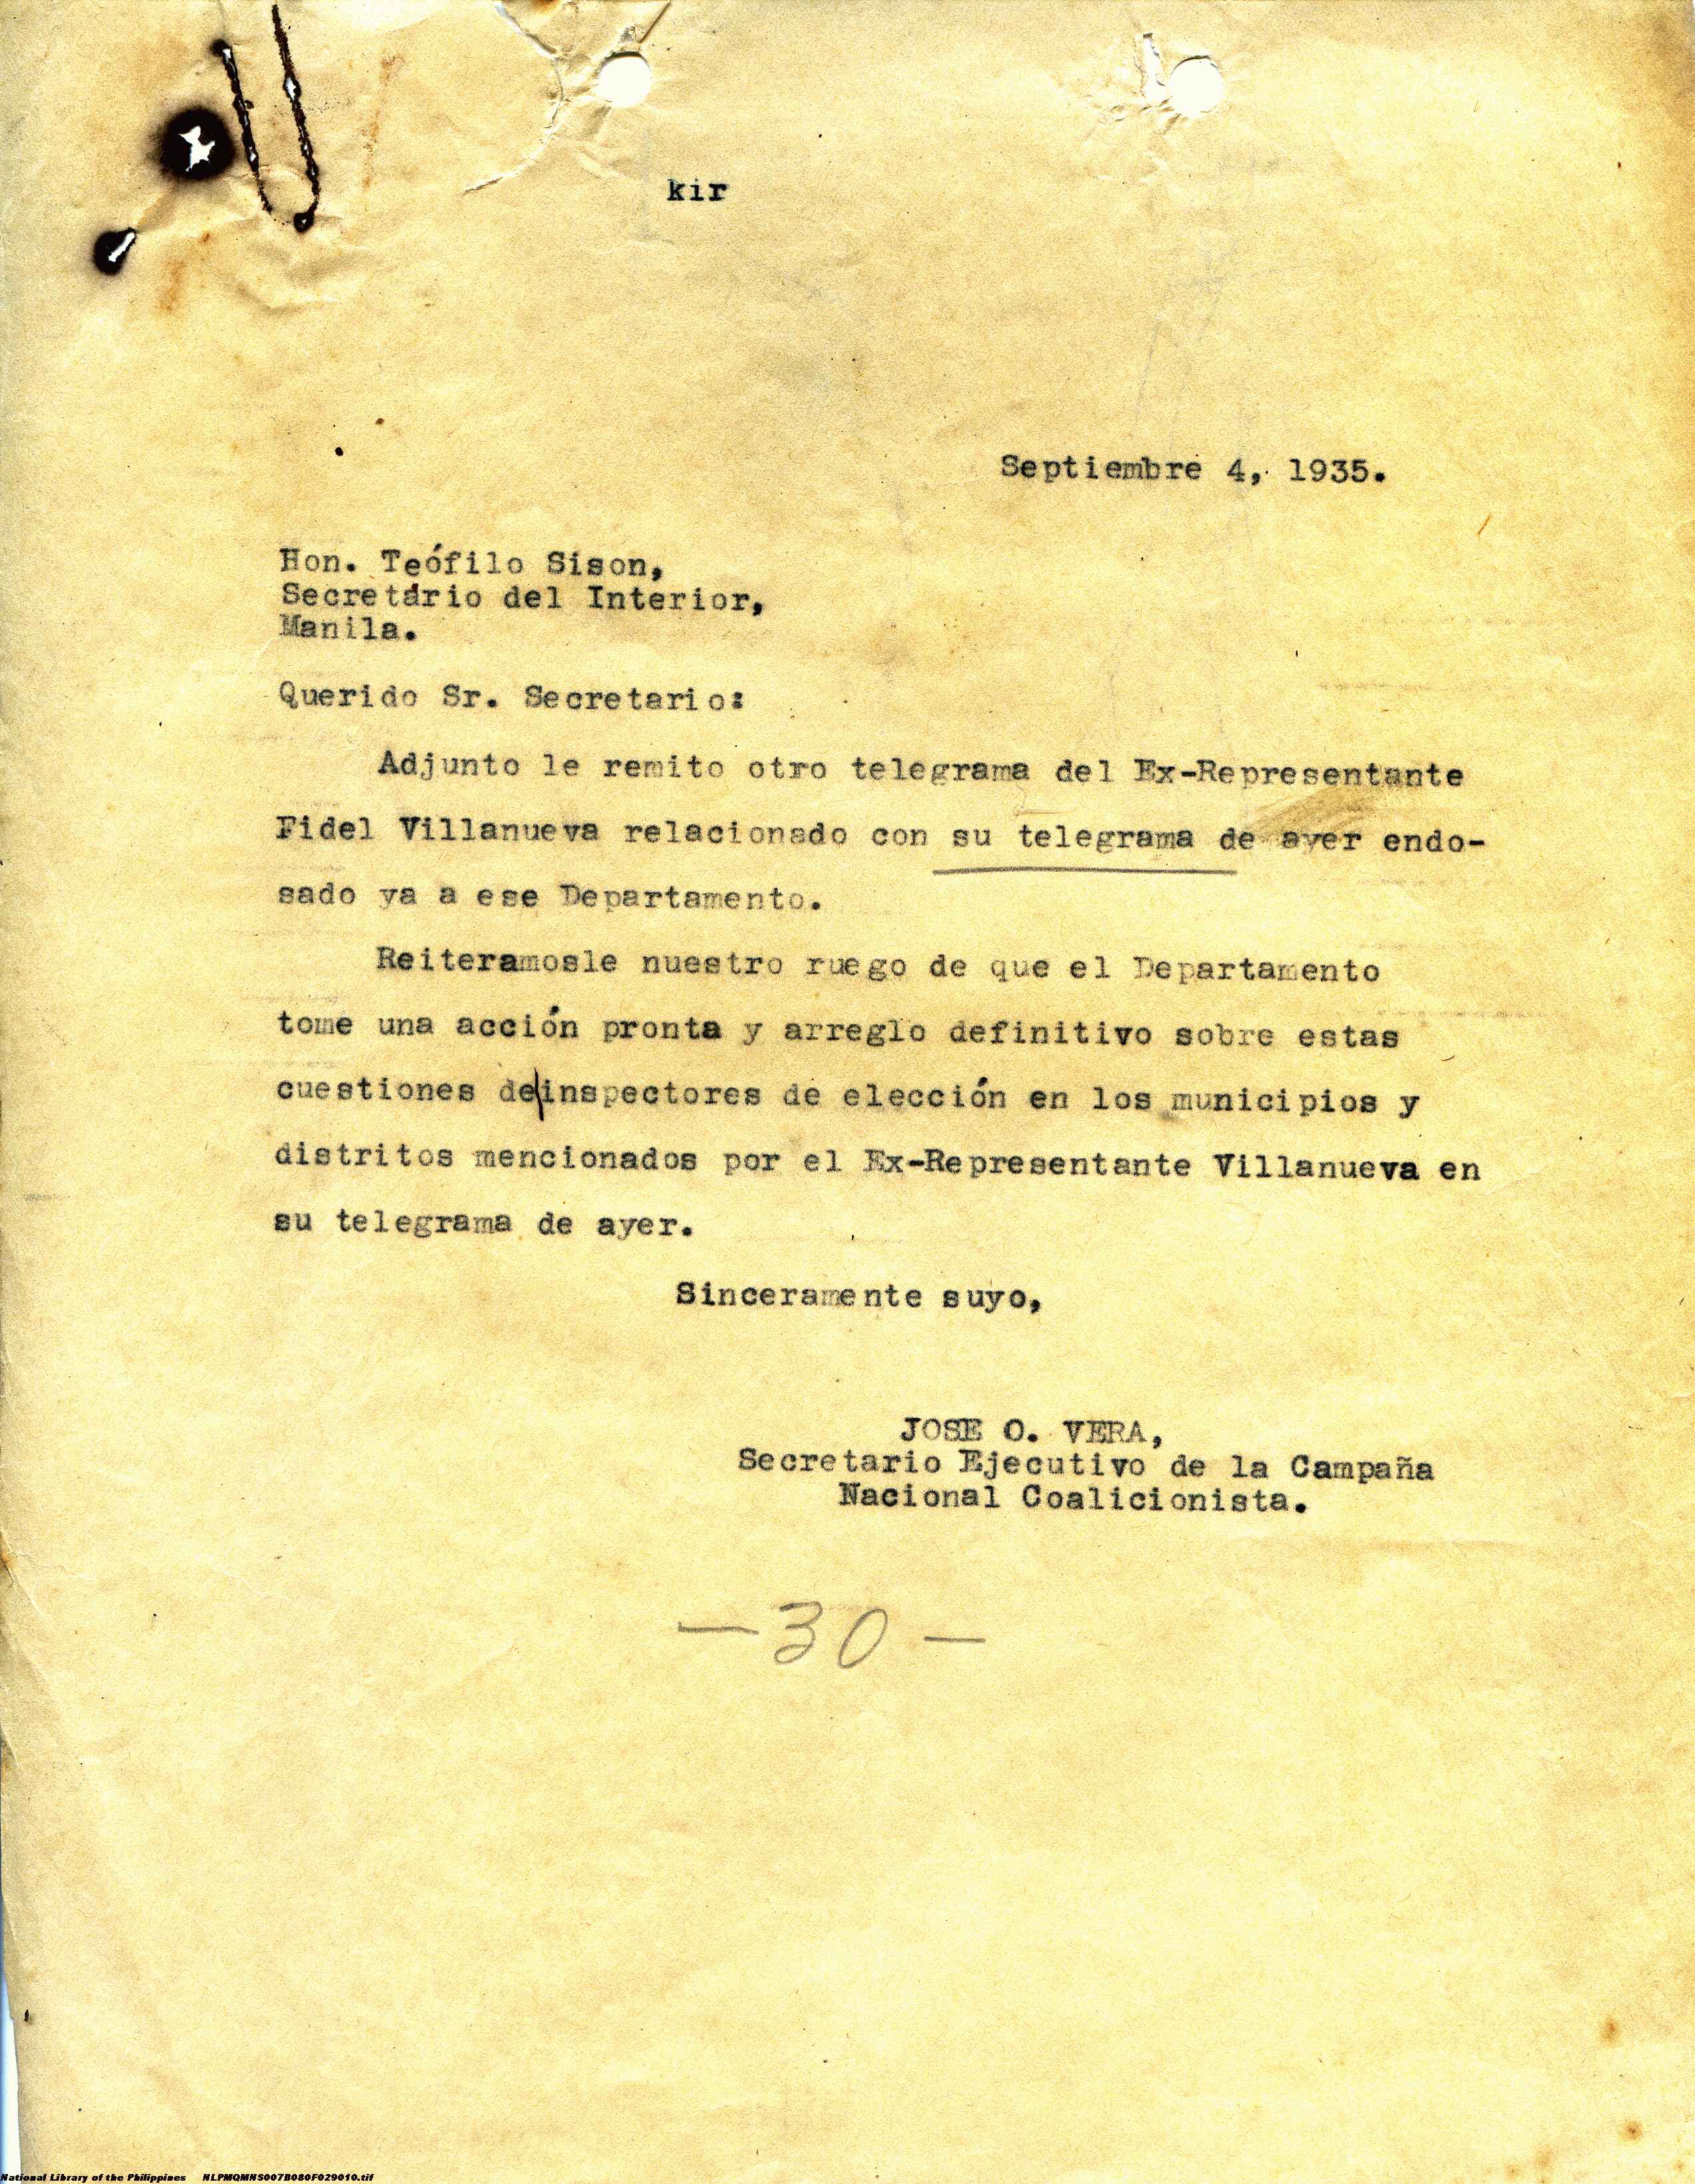 kir
Septiembre 4, 1935.
Hon. Teófilo Sison,
Secretário del Interior,
Manila.
Querido Sr. Secretario:
Adjunto le remito otro telegrama del Ex-Representante
Fidel Villanueva relacionado con su telegrama de ayer endo-
sado ya a ese Departamento.
Reiteramosle nuestro ruego de que el Departamento
tome una acción pronta y arreglo definitivo sobre estas
cuestiones de|inspectores de elección en los municipios y
distritos mencionados por el Ex-Representante Villanueva en
su telegrama de ayer.
Sinceramente suyo,
JOSE O. VERA,
Secretario Ejecutivo de la Campaña
Nacional Coalicionista.
— 30 —
National Library of the Philippines NLPMQMNS007B080F029010.tif